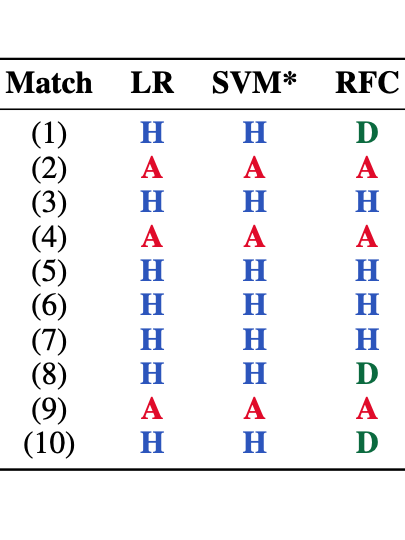 Match LR SVM* RFC
(1) H H D
(2) A A A
(3) H H H
(4) A A A
(5) H H H
(6) H H H
(7) H H H
(8) H H D
(9) A A A
(10) H H D